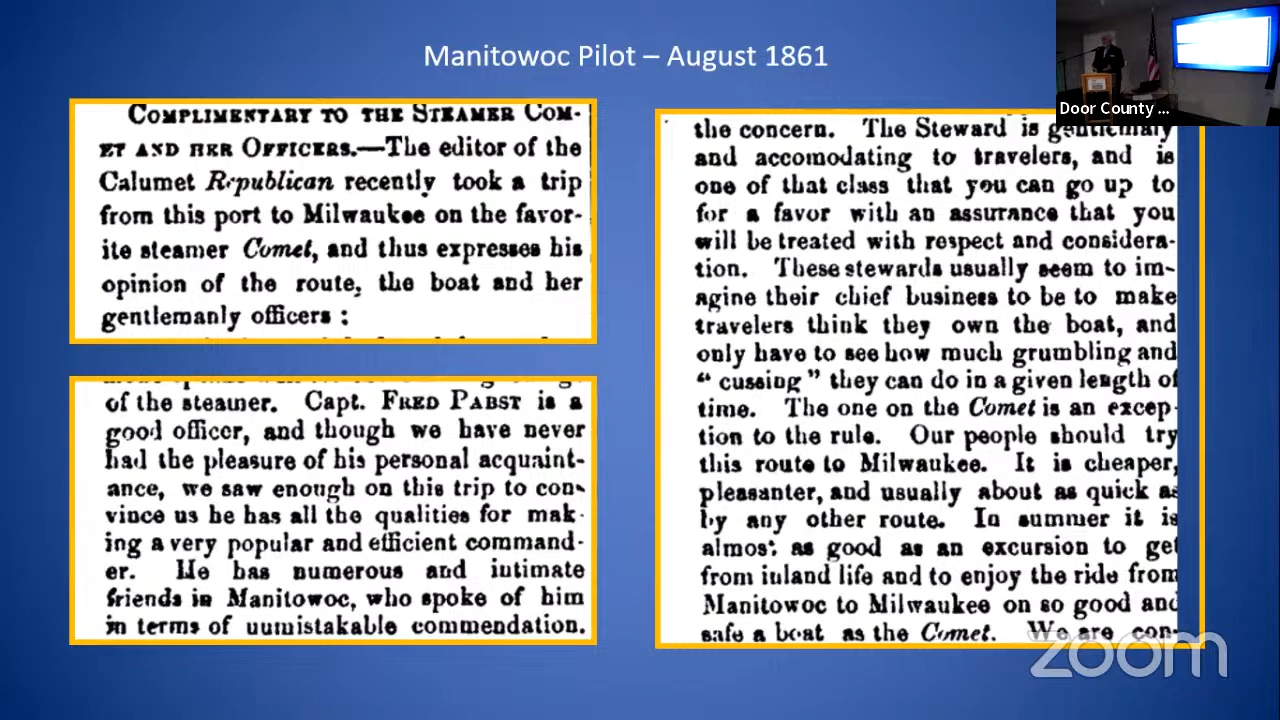 Manitowoc Pilot – August 1861
COMPLIMENTARY TO THE STEAMER COM-
ET AND HER OFFICERS.—The editor of the
Calumet Republican recently took a trip
from this port to Milwaukee on the favor-
ite steamer Comet, and thus expresses his
opinion of the route, the boat and her
gentlemanly officers :
of the steamer. Capt. FRED PABST is a
good officer, and though we have never
had the pleasure of his personal acquaint-
ance, we saw enough on this trip to con-
vince us he has all the qualities for mak-
ing a very popular and efficient command-
er. He has numerous and intimate
friends in Manitowoc, who spoke of him
in terms of unmistakable commendation.
the concern. The Steward is gentlemanly
and accomodating to travelers, and is
one of that class that you can go up to
for a favor with an assurance that you
will be treated with respect and considera-
tion. These stewards usually seem to im-
agine their chief business to be to make
travelers think they own the boat, and
only have to see how much grumbling and
“ cussing ” they can do in a given length of
time. The one on the Comet is an excep
tion to the rule. Our people should try
this route to Milwaukee. It is cheaper,
pleasanter, and usually about as quick as
by any other route. In summer it is
almost as good as an excursion to get
from inland life and to enjoy the ride from
Manitowoc to Milwaukee on so good and
safe a boat as the Comet. We are con-
Door County ...
zoom